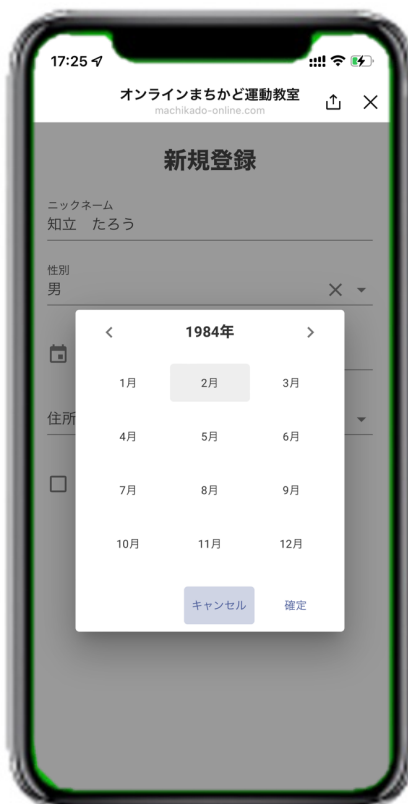 17:25
オンラインまちかど運動教室
machikado-online.com
新規登録
ニックネーム
知立　たろう
性別
男
1984年
1月 2月 3月
住所
4月 5月 6月
7月 8月 9月
10月 11月 12月
キャンセル 確定